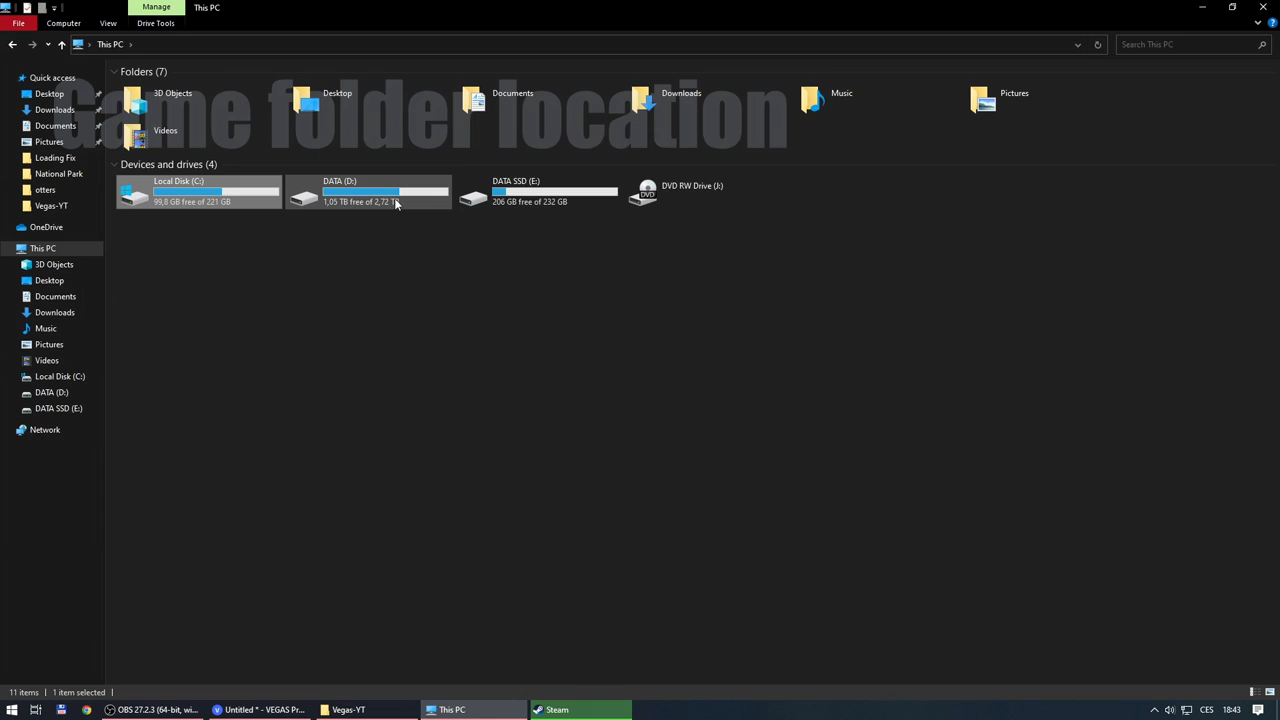 Manage
This PC
File
Computer
View
Drive Tools
This PC
Search This PC
Game folder location
Quick access
Desktop
Downloads
Documents
Pictures
Loading Fix
National Park
otters
Vegas-YT
OneDrive
This PC
3D Objects
Desktop
Documents
Downloads
Music
Pictures
Videos
Local Disk (C:)
DATA (D:)
DATA SSD (E:)
Network
Folders (7)
3D Objects
Desktop
Documents
Downloads
Music
Pictures
Videos
Devices and drives (4)
Local Disk (C:)
99,8 GB free of 221 GB
DATA (D:)
1,05 TB free of 2,72 TB
DATA SSD (E:)
206 GB free of 232 GB
DVD RW Drive (J:)
DVD
11 items
1 item selected
OBS 27.2.3 (64-bit, wi...
Untitled * - VEGAS Pr...
Vegas-YT
This PC
Steam
CES
18:43